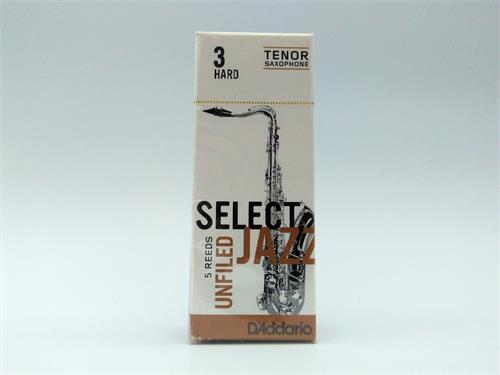 3
HARD
TENOR
SAXOPHONE
SELECT
JAZZ
5 REEDS
UNFILED
D'Addario